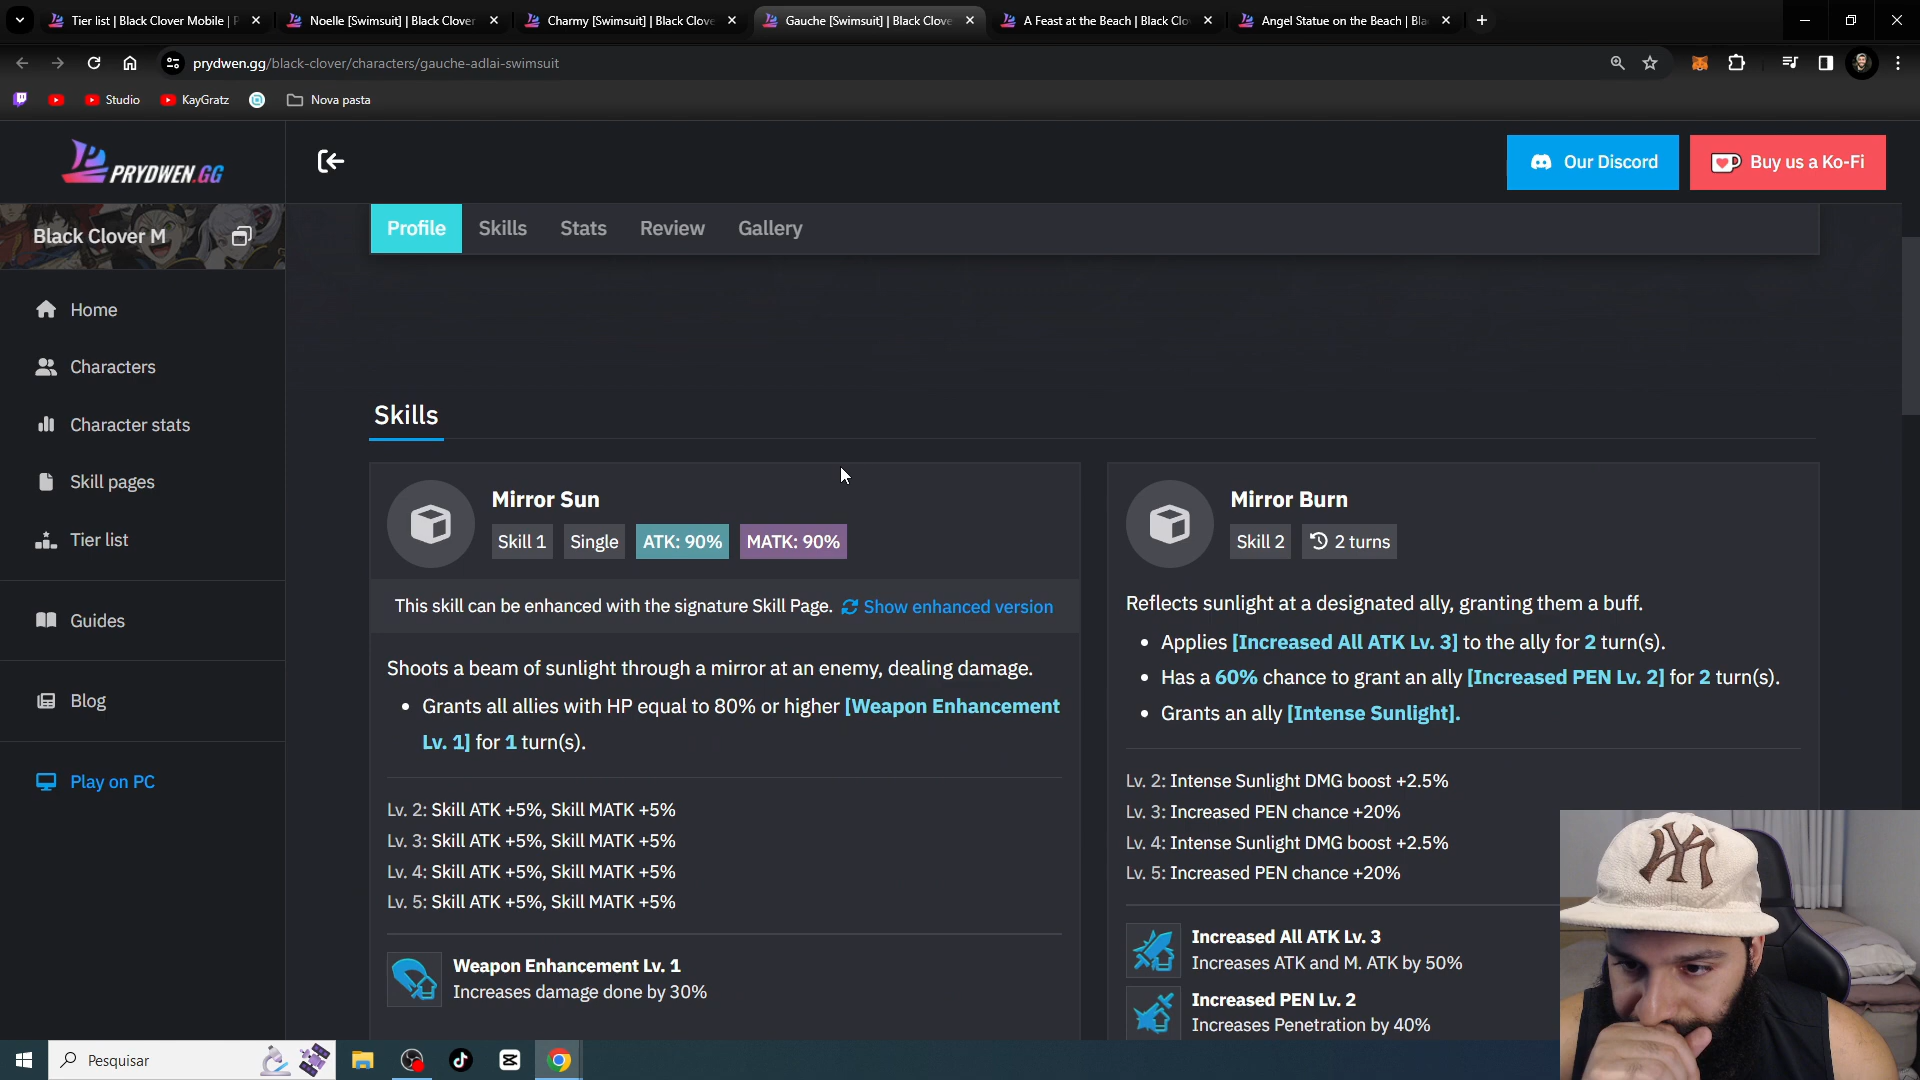 Tier list | Black Clover Mobile | P
Noelle [Swimsuit] | Black Clover
Charmy [Swimsuit] | Black Clove
Gauche [Swimsuit] | Black Clove
A Feast at the Beach | Black Clo
Angel Statue on the Beach | Bla
prydwen.gg/black-clover/characters/gauche-adlai-swimsuit
Studio
KayGratz
Nova pasta
PRYDWEN.GG
Our Discord
Buy us a Ko-Fi
Black Clover M
Profile
Skills
Stats
Review
Gallery
Home
Characters
Character stats
Skill pages
Tier list
Guides
Blog
Play on PC
Skills
Mirror Sun
Skill 1
Single
ATK: 90%
MATK: 90%
This skill can be enhanced with the signature Skill Page. Show enhanced version
Shoots a beam of sunlight through a mirror at an enemy, dealing damage.
• Grants all allies with HP equal to 80% or higher [Weapon Enhancement
Lv. 1] for 1 turn(s).
Lv. 2: Skill ATK +5%, Skill MATK +5%
Lv. 3: Skill ATK +5%, Skill MATK +5%
Lv. 4: Skill ATK +5%, Skill MATK +5%
Lv. 5: Skill ATK +5%, Skill MATK +5%
Weapon Enhancement Lv. 1
Increases damage done by 30%
Mirror Burn
Skill 2
2 turns
Reflects sunlight at a designated ally, granting them a buff.
• Applies [Increased All ATK Lv. 3] to the ally for 2 turn(s).
• Has a 60% chance to grant an ally [Increased PEN Lv. 2] for 2 turn(s).
• Grants an ally [Intense Sunlight].
Lv. 2: Intense Sunlight DMG boost +2.5%
Lv. 3: Increased PEN chance +20%
Lv. 4: Intense Sunlight DMG boost +2.5%
Lv. 5: Increased PEN chance +20%
Increased All ATK Lv. 3
Increases ATK and M. ATK by 50%
Increased PEN Lv. 2
Increases Penetration by 40%
NY
Pesquisar